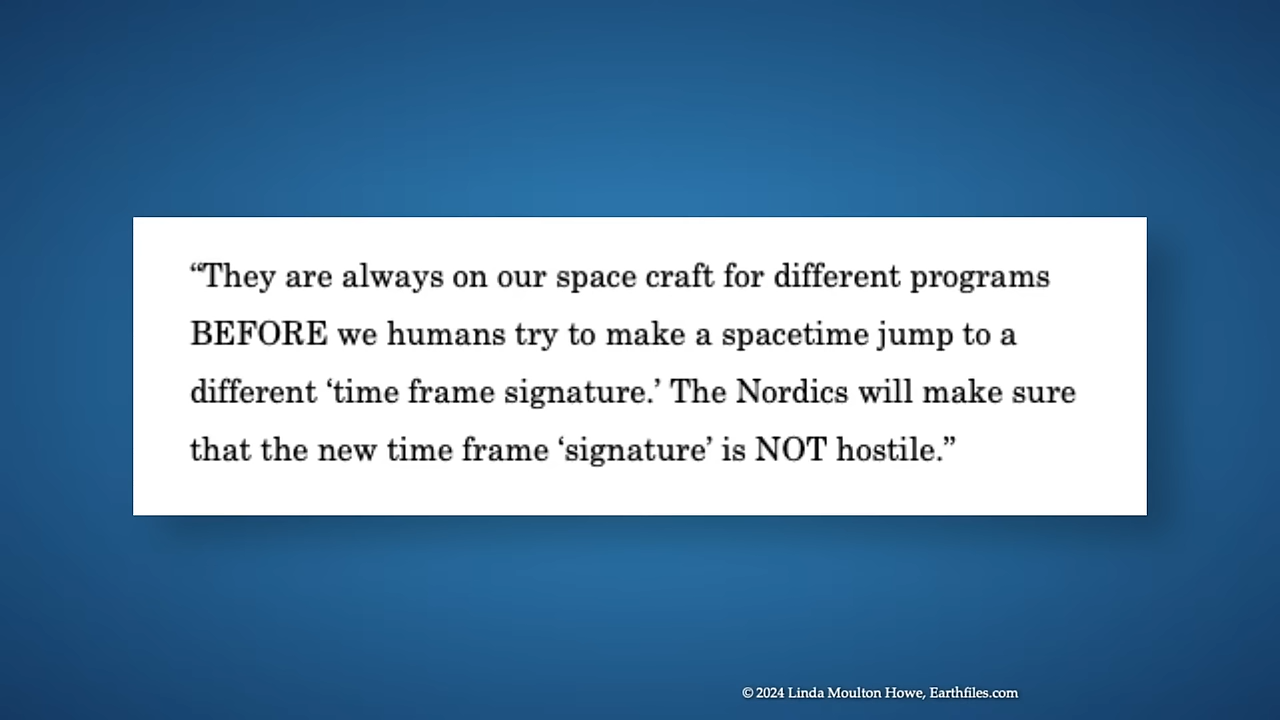 “They are always on our space craft for different programs
BEFORE we humans try to make a spacetime jump to a
different ‘time frame signature.’ The Nordics will make sure
that the new time frame ‘signature’ is NOT hostile.”
© 2024 Linda Moulton Howe, Earthfiles.com